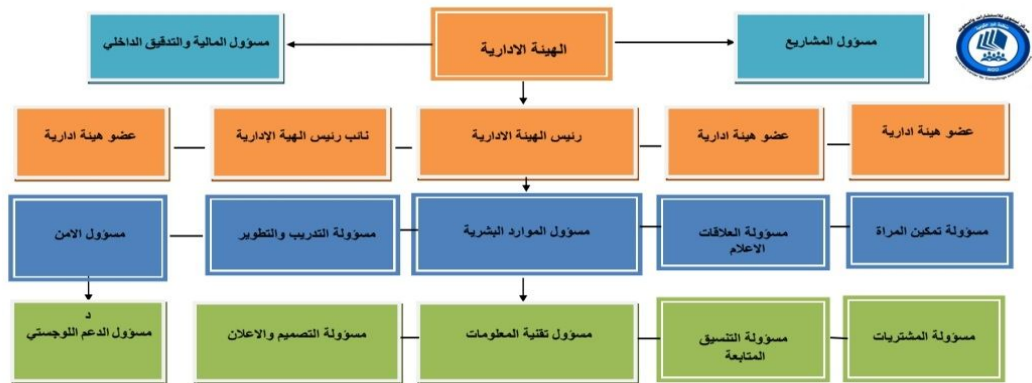 مسؤول المشاريع
الهيئة الادارية
مسؤول المالية والتدقيق الداخلي
عضو هيئة ادارية
عضو هيئة ادارية
رئيس الهيئة الادارية
نائب رئيس الهية الإدارية
عضو هيئة ادارية
مسؤولة تمكين المراة
مسؤولة العلاقات
الاعلام
مسؤول الموارد البشرية
مسؤولة التدريب والتطوير
مسؤول الامن
مسؤولة المشتريات
مسؤولة التنسيق
المتابعة
مسؤول تقنية المعلومات
مسؤولة التصميم والاعلان
د
مسؤول الدعم اللوجستي